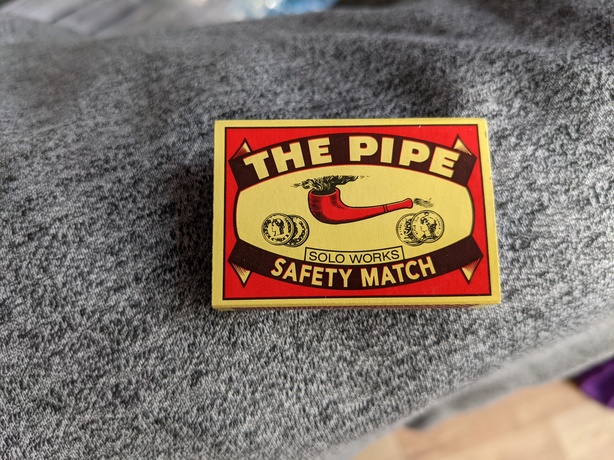 THE PIPE
SOLO WORKS
SAFETY MATCH